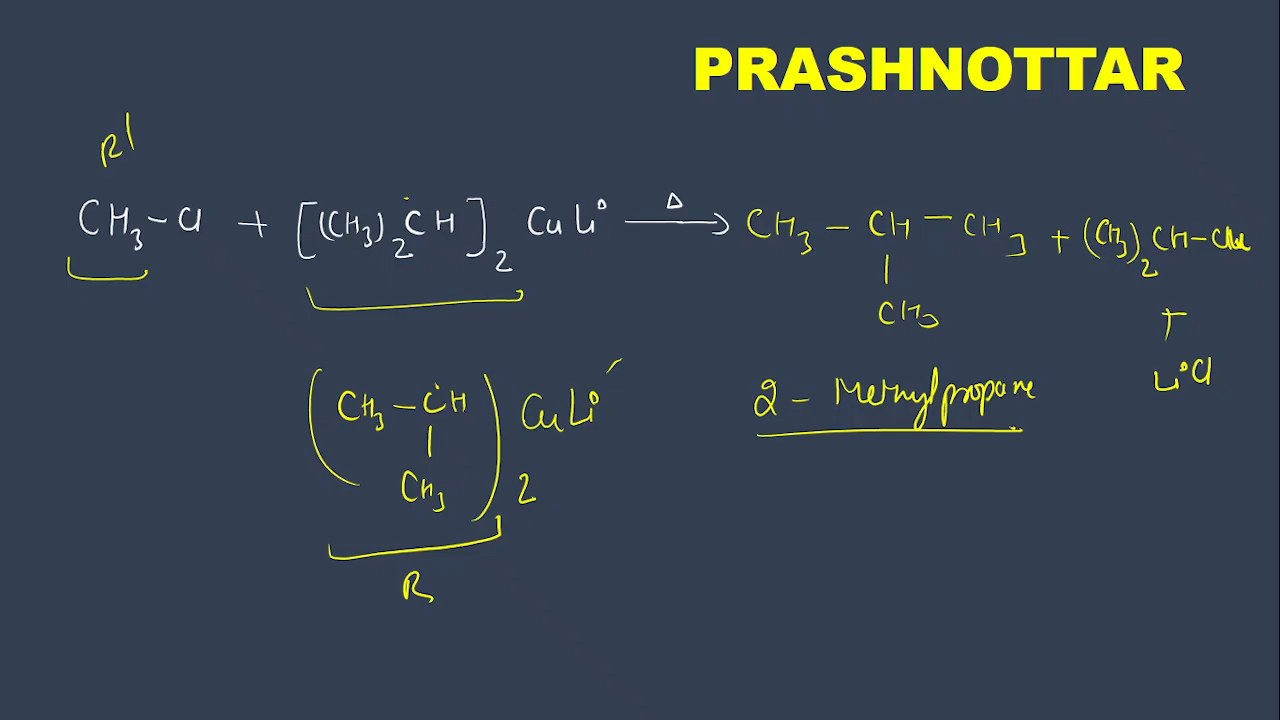 PRASHNOTTAR
R'
CH₃-Cl + [(CH₃)₂CH]₂ CuLi —Δ→ CH₃-CH-CH₃ + (CH₃)₂CH-Cu
|
CH₃
+
LiCl
(CH₃-CH)₂ CuLi
|
CH₃
2-Methylpropane
R